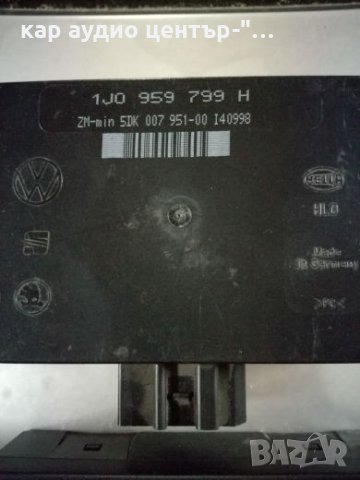 кар аудио център-"...
1J0 959 799 H
ZM-min 5DK 007 951-00 I40998
HELLA
HLO
Made
in Germany
>PC<
BAZAR